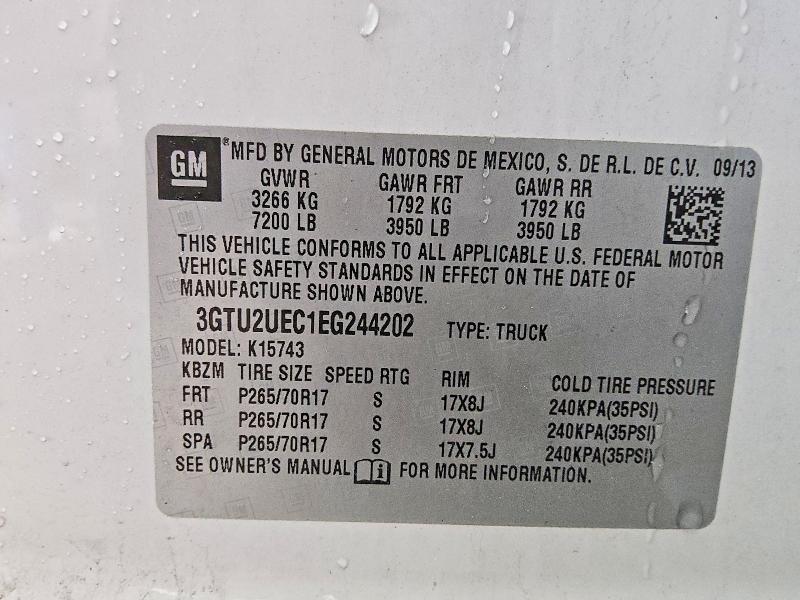 GM ® MFD BY GENERAL MOTORS DE MEXICO, S. DE R.L. DE C.V. 09/13
GVWR GAWR FRT GAWR RR
3266 KG 1792 KG 1792 KG
7200 LB 3950 LB 3950 LB
THIS VEHICLE CONFORMS TO ALL APPLICABLE U.S. FEDERAL MOTOR
VEHICLE SAFETY STANDARDS IN EFFECT ON THE DATE OF
MANUFACTURE SHOWN ABOVE.
3GTU2UEC1EG244202 TYPE: TRUCK
MODEL: K15743
KBZM TIRE SIZE SPEED RTG RIM COLD TIRE PRESSURE
FRT P265/70R17 S 17X8J 240KPA(35PSI)
RR P265/70R17 S 17X8J 240KPA(35PSI)
SPA P265/70R17 S 17X7.5J 240KPA(35PSI)
SEE OWNER'S MANUAL FOR MORE INFORMATION.